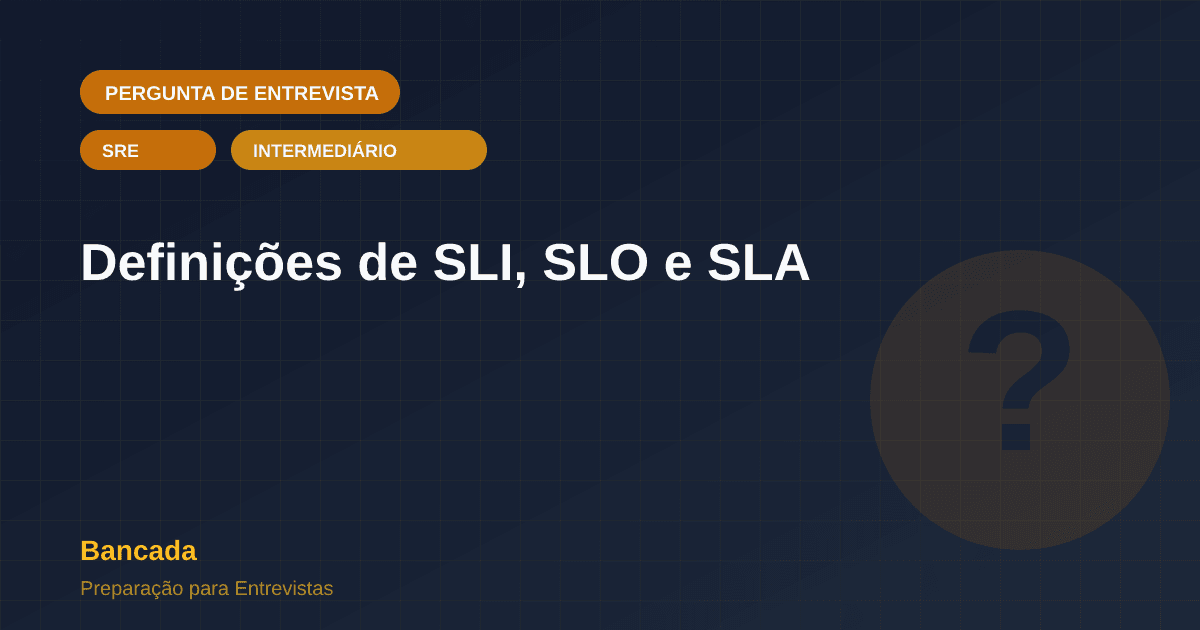 PERGUNTA DE ENTREVISTA
SRE INTERMEDIÁRIO
Definições de SLI, SLO e SLA
?
Bancada
Preparação para Entrevistas